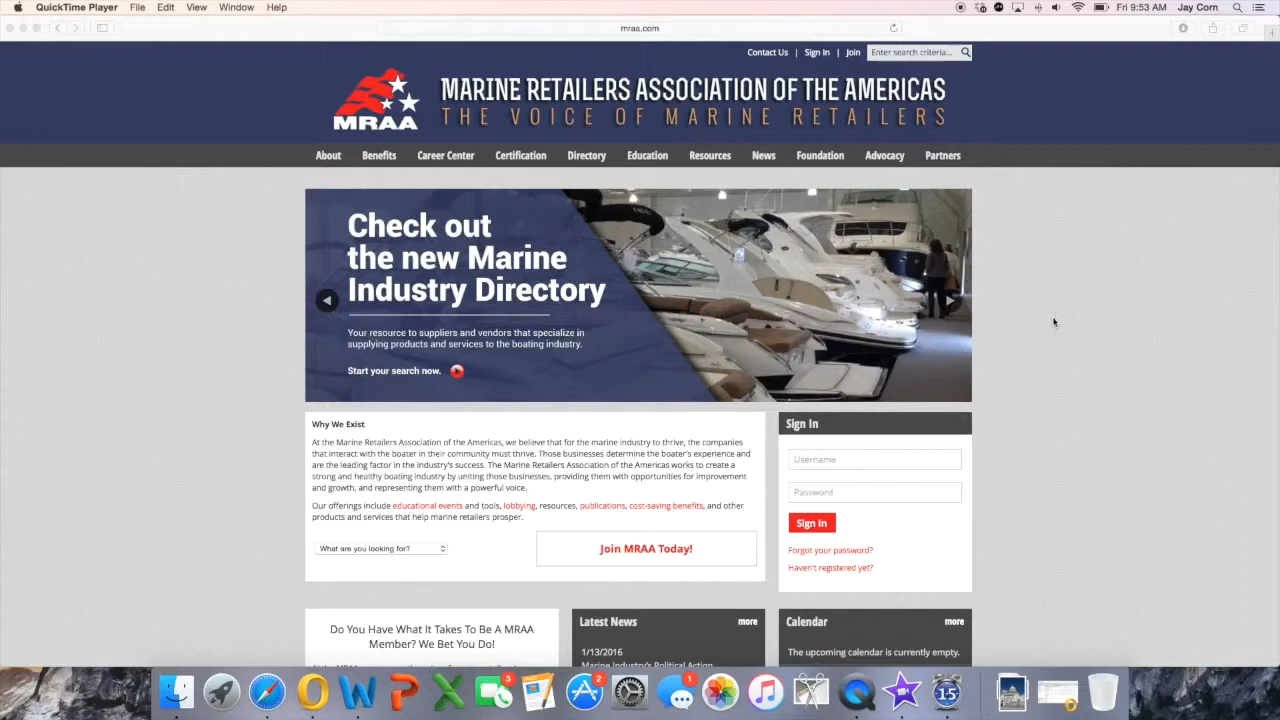 QuickTime Player File Edit View Window Help Fri 9:53 AM Jay Corn
mraa.com
Contact Us | Sign In | Join Enter search criteria...
MRAA
MARINE RETAILERS ASSOCIATION OF THE AMERICAS
THE VOICE OF MARINE RETAILERS
About Benefits Career Center Certification Directory Education Resources News Foundation Advocacy Partners
Check out
the new Marine
Industry Directory
Your resource to suppliers and vendors that specialize in
supplying products and services to the boating industry.
Start your search now.
Why We Exist
At the Marine Retailers Association of the Americas, we believe that for the marine industry to thrive, the companies
that interact with the boater in their community must thrive. Those businesses determine the boater's experience and
are the leading factor in the industry's success. The Marine Retailers Association of the Americas works to create a
strong and healthy boating industry by uniting those businesses, providing them with opportunities for improvement
and growth, and representing them with a powerful voice.
Our offerings include educational events and tools, lobbying, resources, publications, cost-saving benefits, and other
products and services that help marine retailers prosper.
What are you looking for?
Join MRAA Today!
Sign In
Username
Password
Sign In
Forgot your password?
Haven't registered yet?
Do You Have What It Takes To Be A MRAA
Member? We Bet You Do!
Latest News more
1/13/2016
Marine Industry's Political Action
Calendar more
The upcoming calendar is currently empty.
3
2
1
15